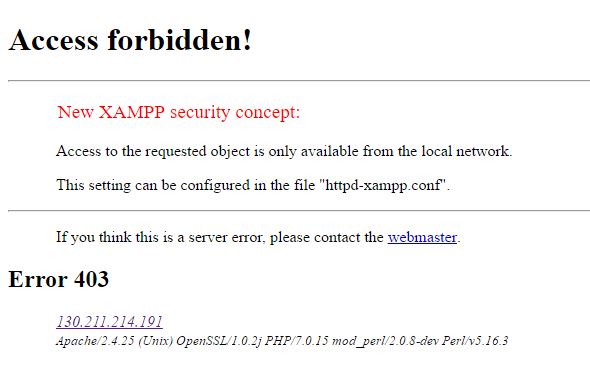 Access forbidden!
New XAMPP security concept:
Access to the requested object is only available from the local network.
This setting can be configured in the file "httpd-xampp.conf".
If you think this is a server error, please contact the webmaster.
Error 403
130.211.214.191
Apache/2.4.25 (Unix) OpenSSL/1.0.2j PHP/7.0.15 mod_perl/2.0.8-dev Perl/v5.16.3